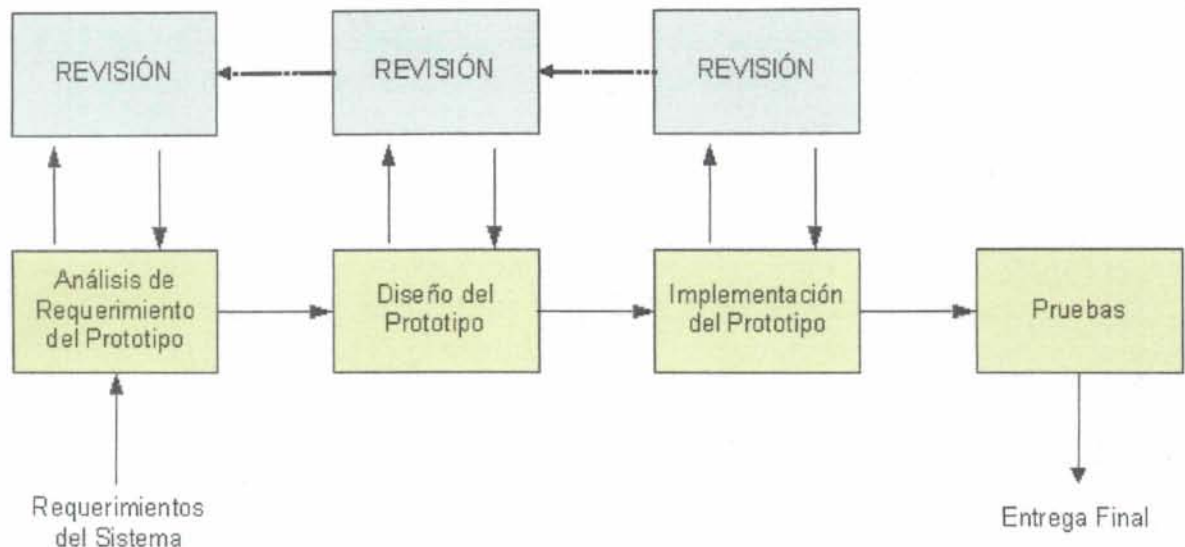 REVISIÓN
REVISIÓN
REVISIÓN
Análisis de
Requerimiento
del Prototipo
Diseño del
Prototipo
Implementación
del Prototipo
Pruebas
Requerimientos
del Sistema
Entrega Final